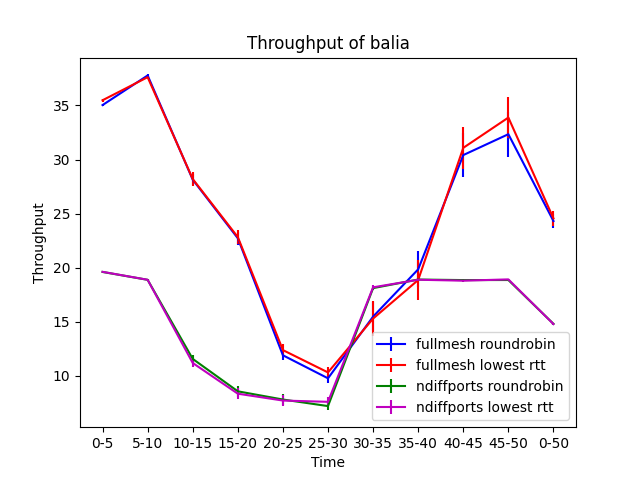 Throughput of balia
Throughput
35
30
25
20
15
10
fullmesh roundrobin
fullmesh lowest rtt
ndiffports roundrobin
ndiffports lowest rtt
0-5 5-10 10-15 15-20 20-25 25-30 30-35 35-40 40-45 45-50 0-50
Time